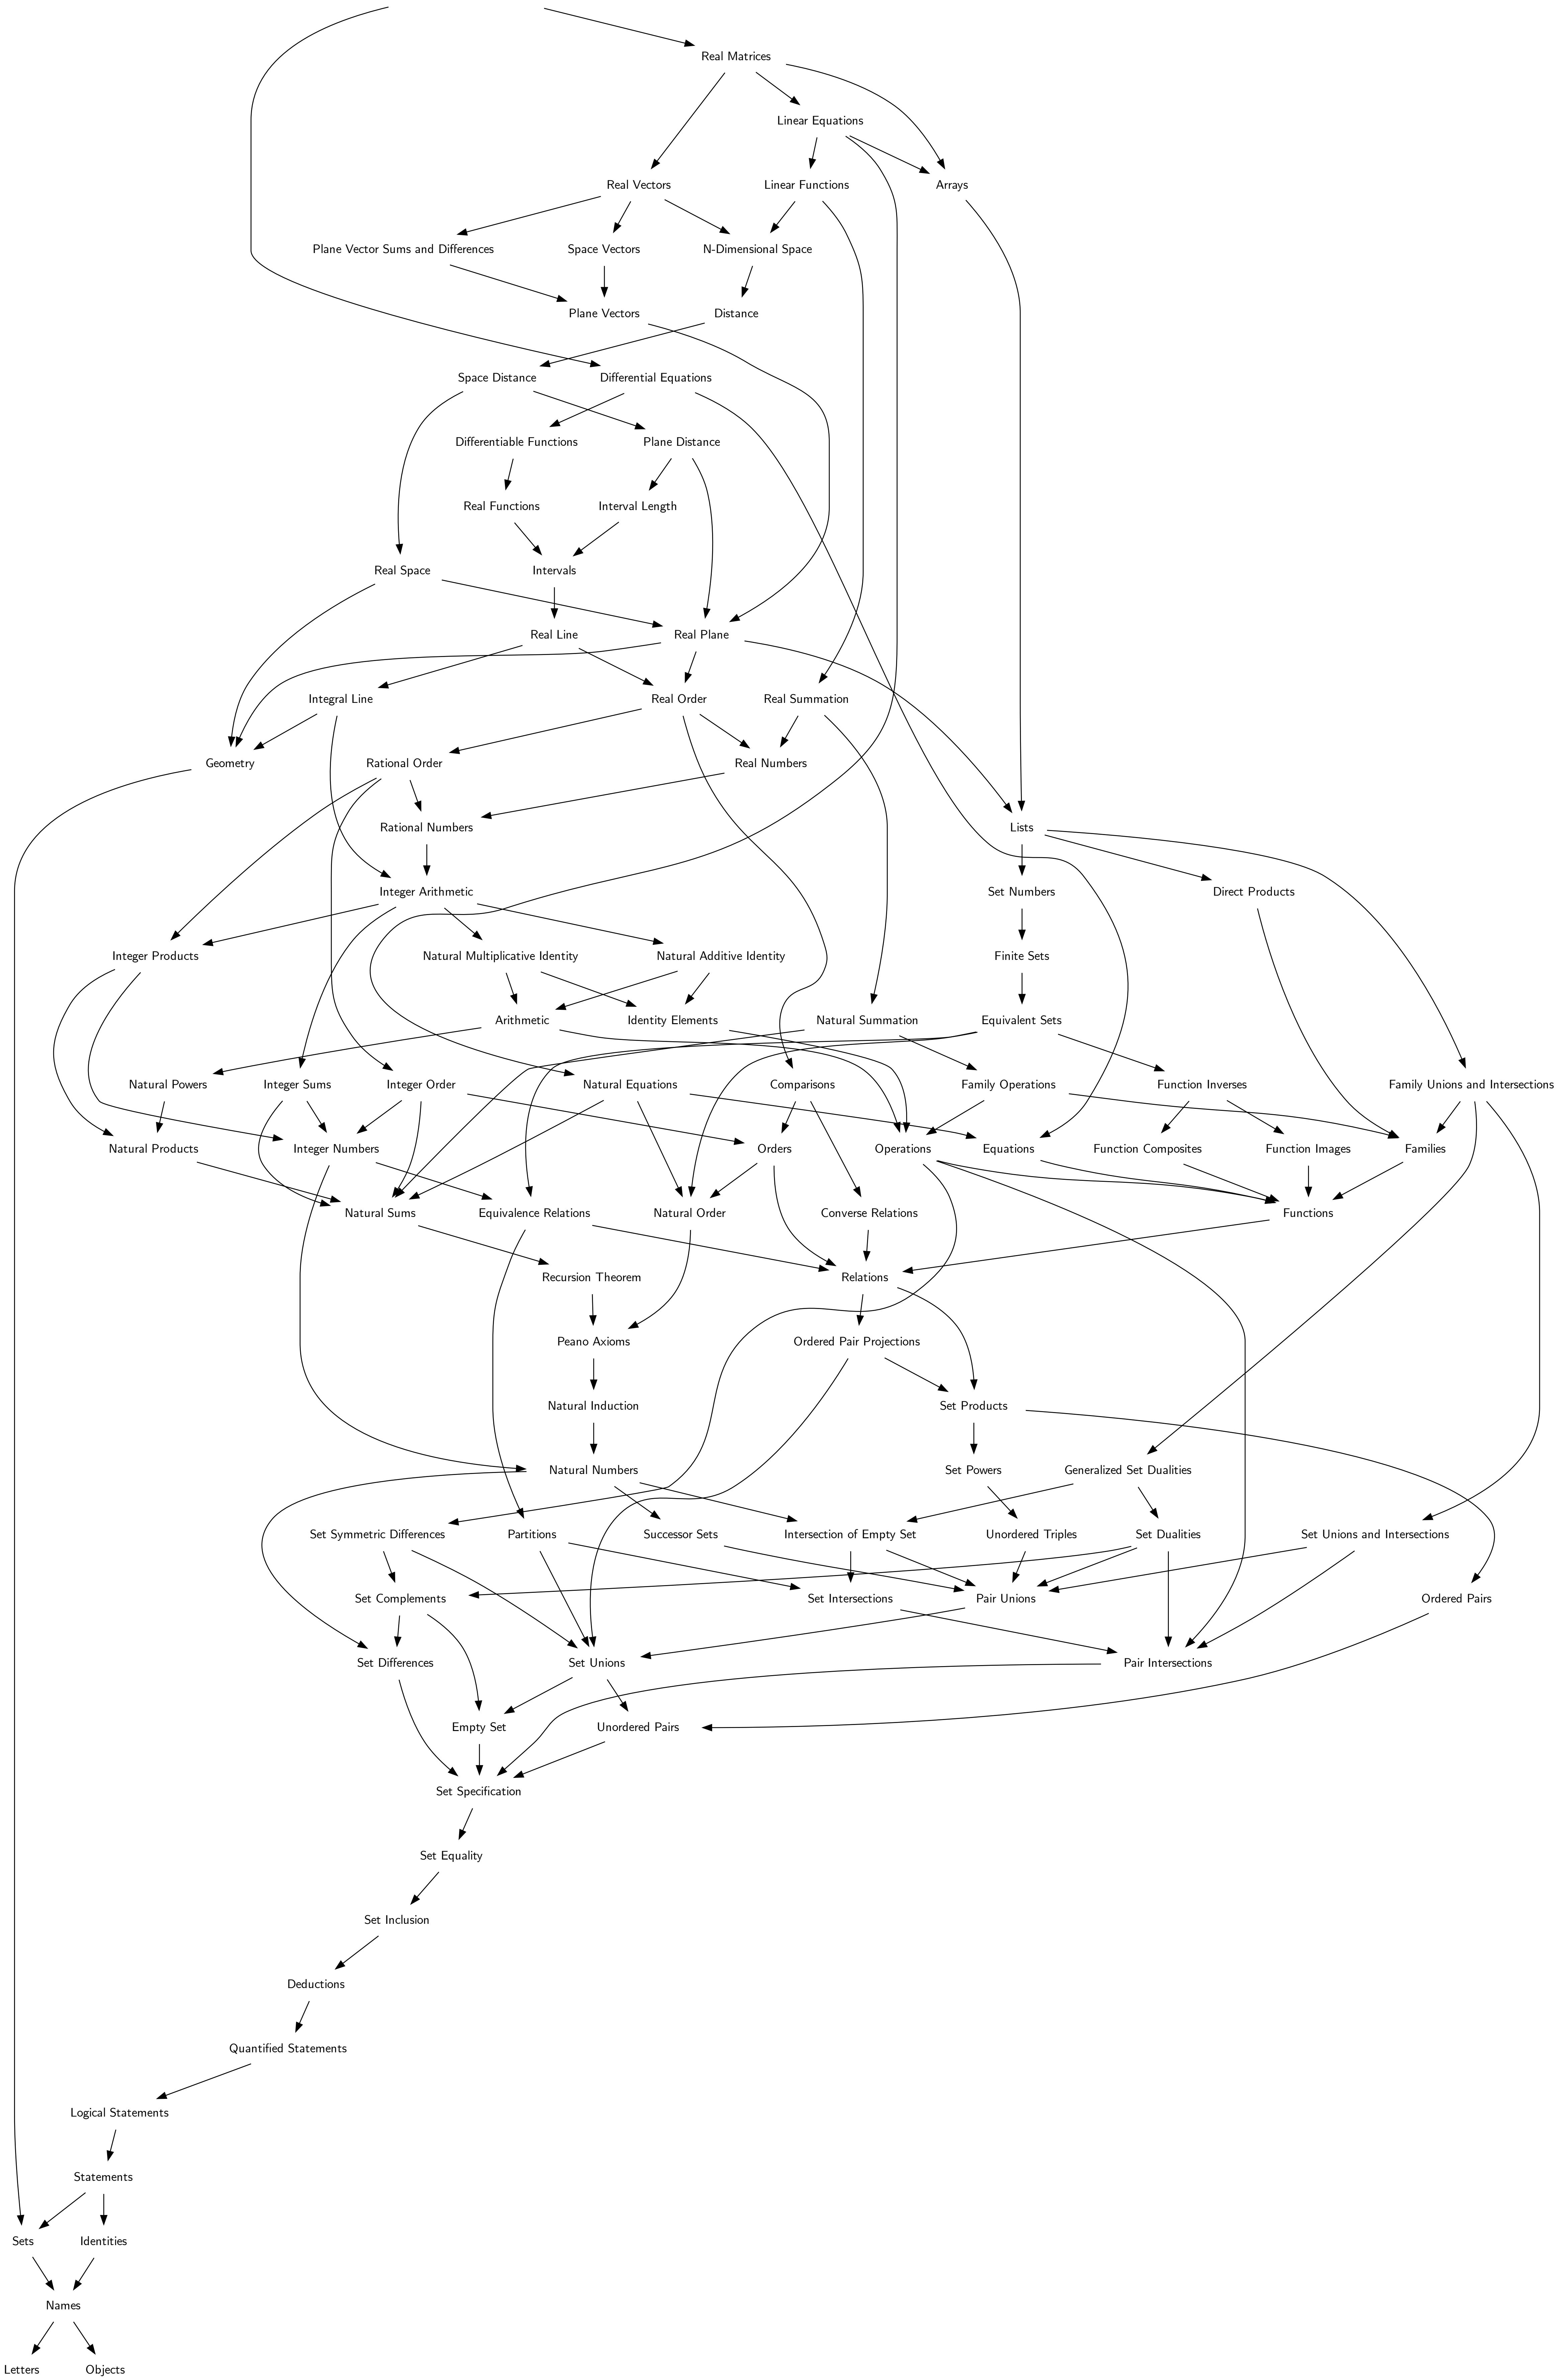 Real Matrices
Linear Equations
Real Vectors
Linear Functions
Arrays
Plane Vector Sums and Differences
Space Vectors
N-Dimensional Space
Plane Vectors
Distance
Space Distance
Differential Equations
Differentiable Functions
Plane Distance
Real Functions
Interval Length
Real Space
Intervals
Real Line
Real Plane
Integral Line
Real Order
Real Summation
Geometry
Rational Order
Real Numbers
Rational Numbers
Lists
Integer Arithmetic
Set Numbers
Direct Products
Integer Products
Natural Multiplicative Identity
Natural Additive Identity
Finite Sets
Arithmetic
Identity Elements
Natural Summation
Equivalent Sets
Natural Powers
Integer Sums
Integer Order
Natural Equations
Comparisons
Family Operations
Function Inverses
Family Unions and Intersections
Natural Products
Integer Numbers
Orders
Operations
Equations
Function Composites
Function Images
Families
Natural Sums
Equivalence Relations
Natural Order
Converse Relations
Functions
Recursion Theorem
Relations
Peano Axioms
Ordered Pair Projections
Natural Induction
Set Products
Natural Numbers
Set Powers
Generalized Set Dualities
Set Symmetric Differences
Partitions
Successor Sets
Intersection of Empty Set
Unordered Triples
Set Dualities
Set Unions and Intersections
Set Complements
Set Intersections
Pair Unions
Ordered Pairs
Set Differences
Set Unions
Pair Intersections
Empty Set
Unordered Pairs
Set Specification
Set Equality
Set Inclusion
Deductions
Quantified Statements
Logical Statements
Statements
Sets
Identities
Names
Letters
Objects